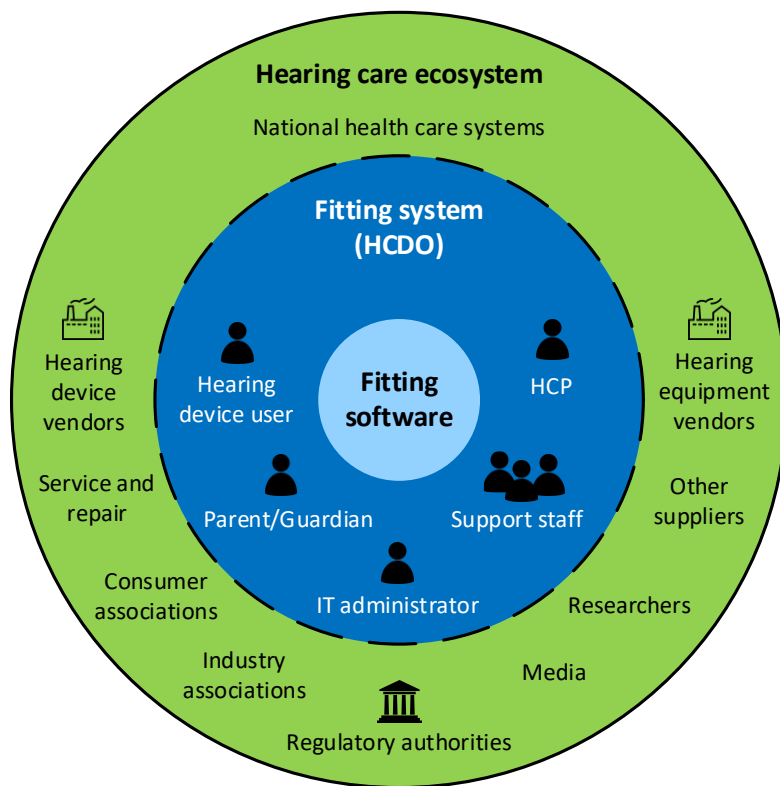 Hearing care ecosystem
National health care systems
Fitting system
(HCDO)
Hearing
device
vendors
Hearing
device user
Fitting
software
HCP
Hearing
equipment
vendors
Service and
repair
Parent/Guardian
Support staff
Other
suppliers
Consumer
associations
IT administrator
Researchers
Industry
associations
Media
Regulatory authorities